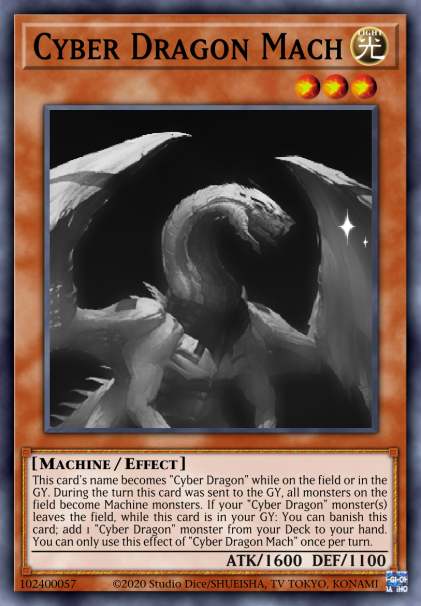 CYBER DRAGON MACH
LIGHT
光
[MACHINE / EFFECT]
This card's name becomes "Cyber Dragon" while on the field or in the
GY. During the turn this card was sent to the GY, all monsters on the
field become Machine monsters. If your "Cyber Dragon" monster(s)
leaves the field, while this card is in your GY: You can banish this
card; add 1 "Cyber Dragon" monster from your Deck to your hand.
You can only use this effect of "Cyber Dragon Mach" once per turn.
ATK/1600 DEF/1100
102400057 ©2020 Studio Dice/SHUEISHA, TV TOKYO, KONAMI